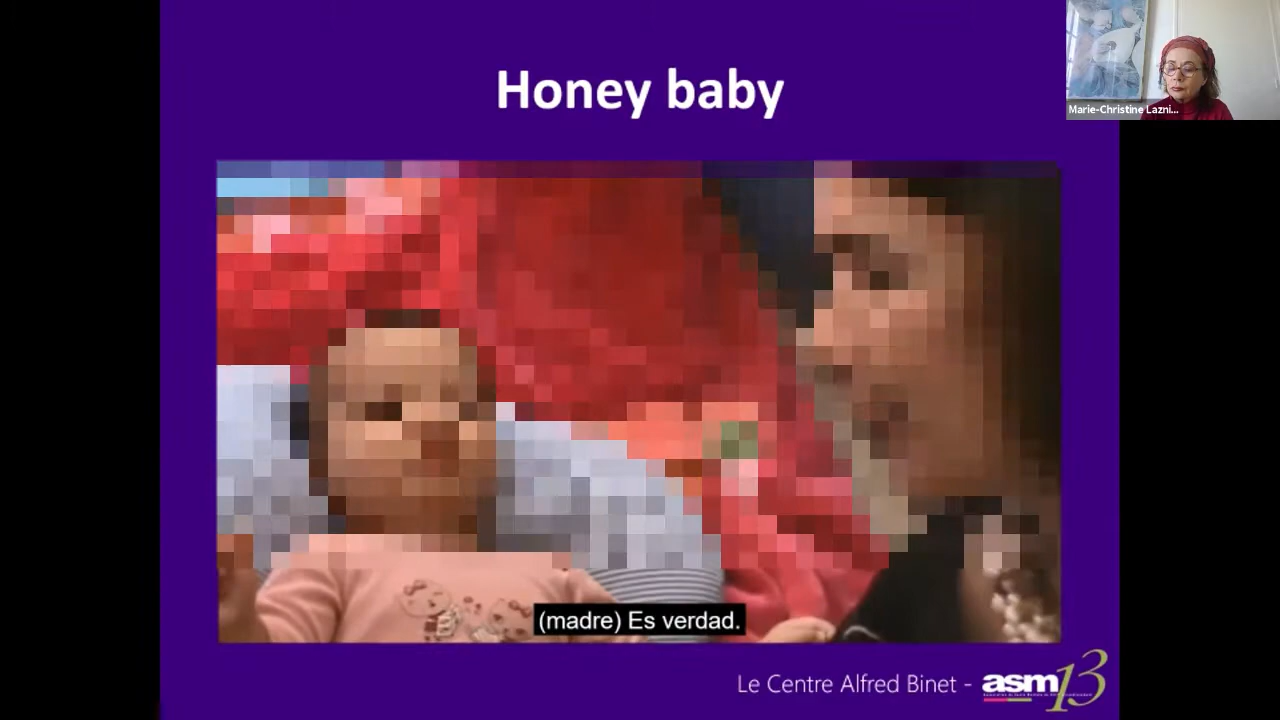 Honey baby
Marie-Christine Lazni...
(madre) Es verdad.
Le Centre Alfred Binet - asm13